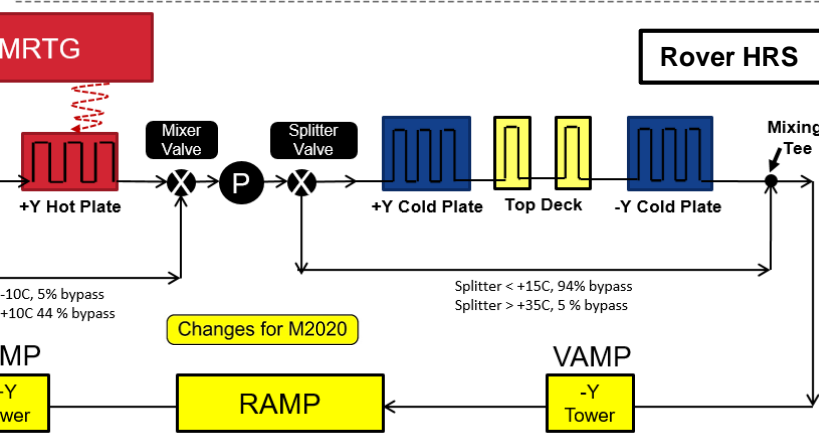 MRTG
Rover HRS
Mixer
Valve
Splitter
Valve
Mixing
Tee
X
P
X
+Y Hot Plate
+Y Cold Plate
Top Deck
-Y Cold Plate
-10C, 5% bypass
+10C 44 % bypass
Splitter < +15C, 94% bypass
Splitter > +35C, 5 % bypass
Changes for M2020
MP
VAMP
-Y
wer
RAMP
-Y
Tower